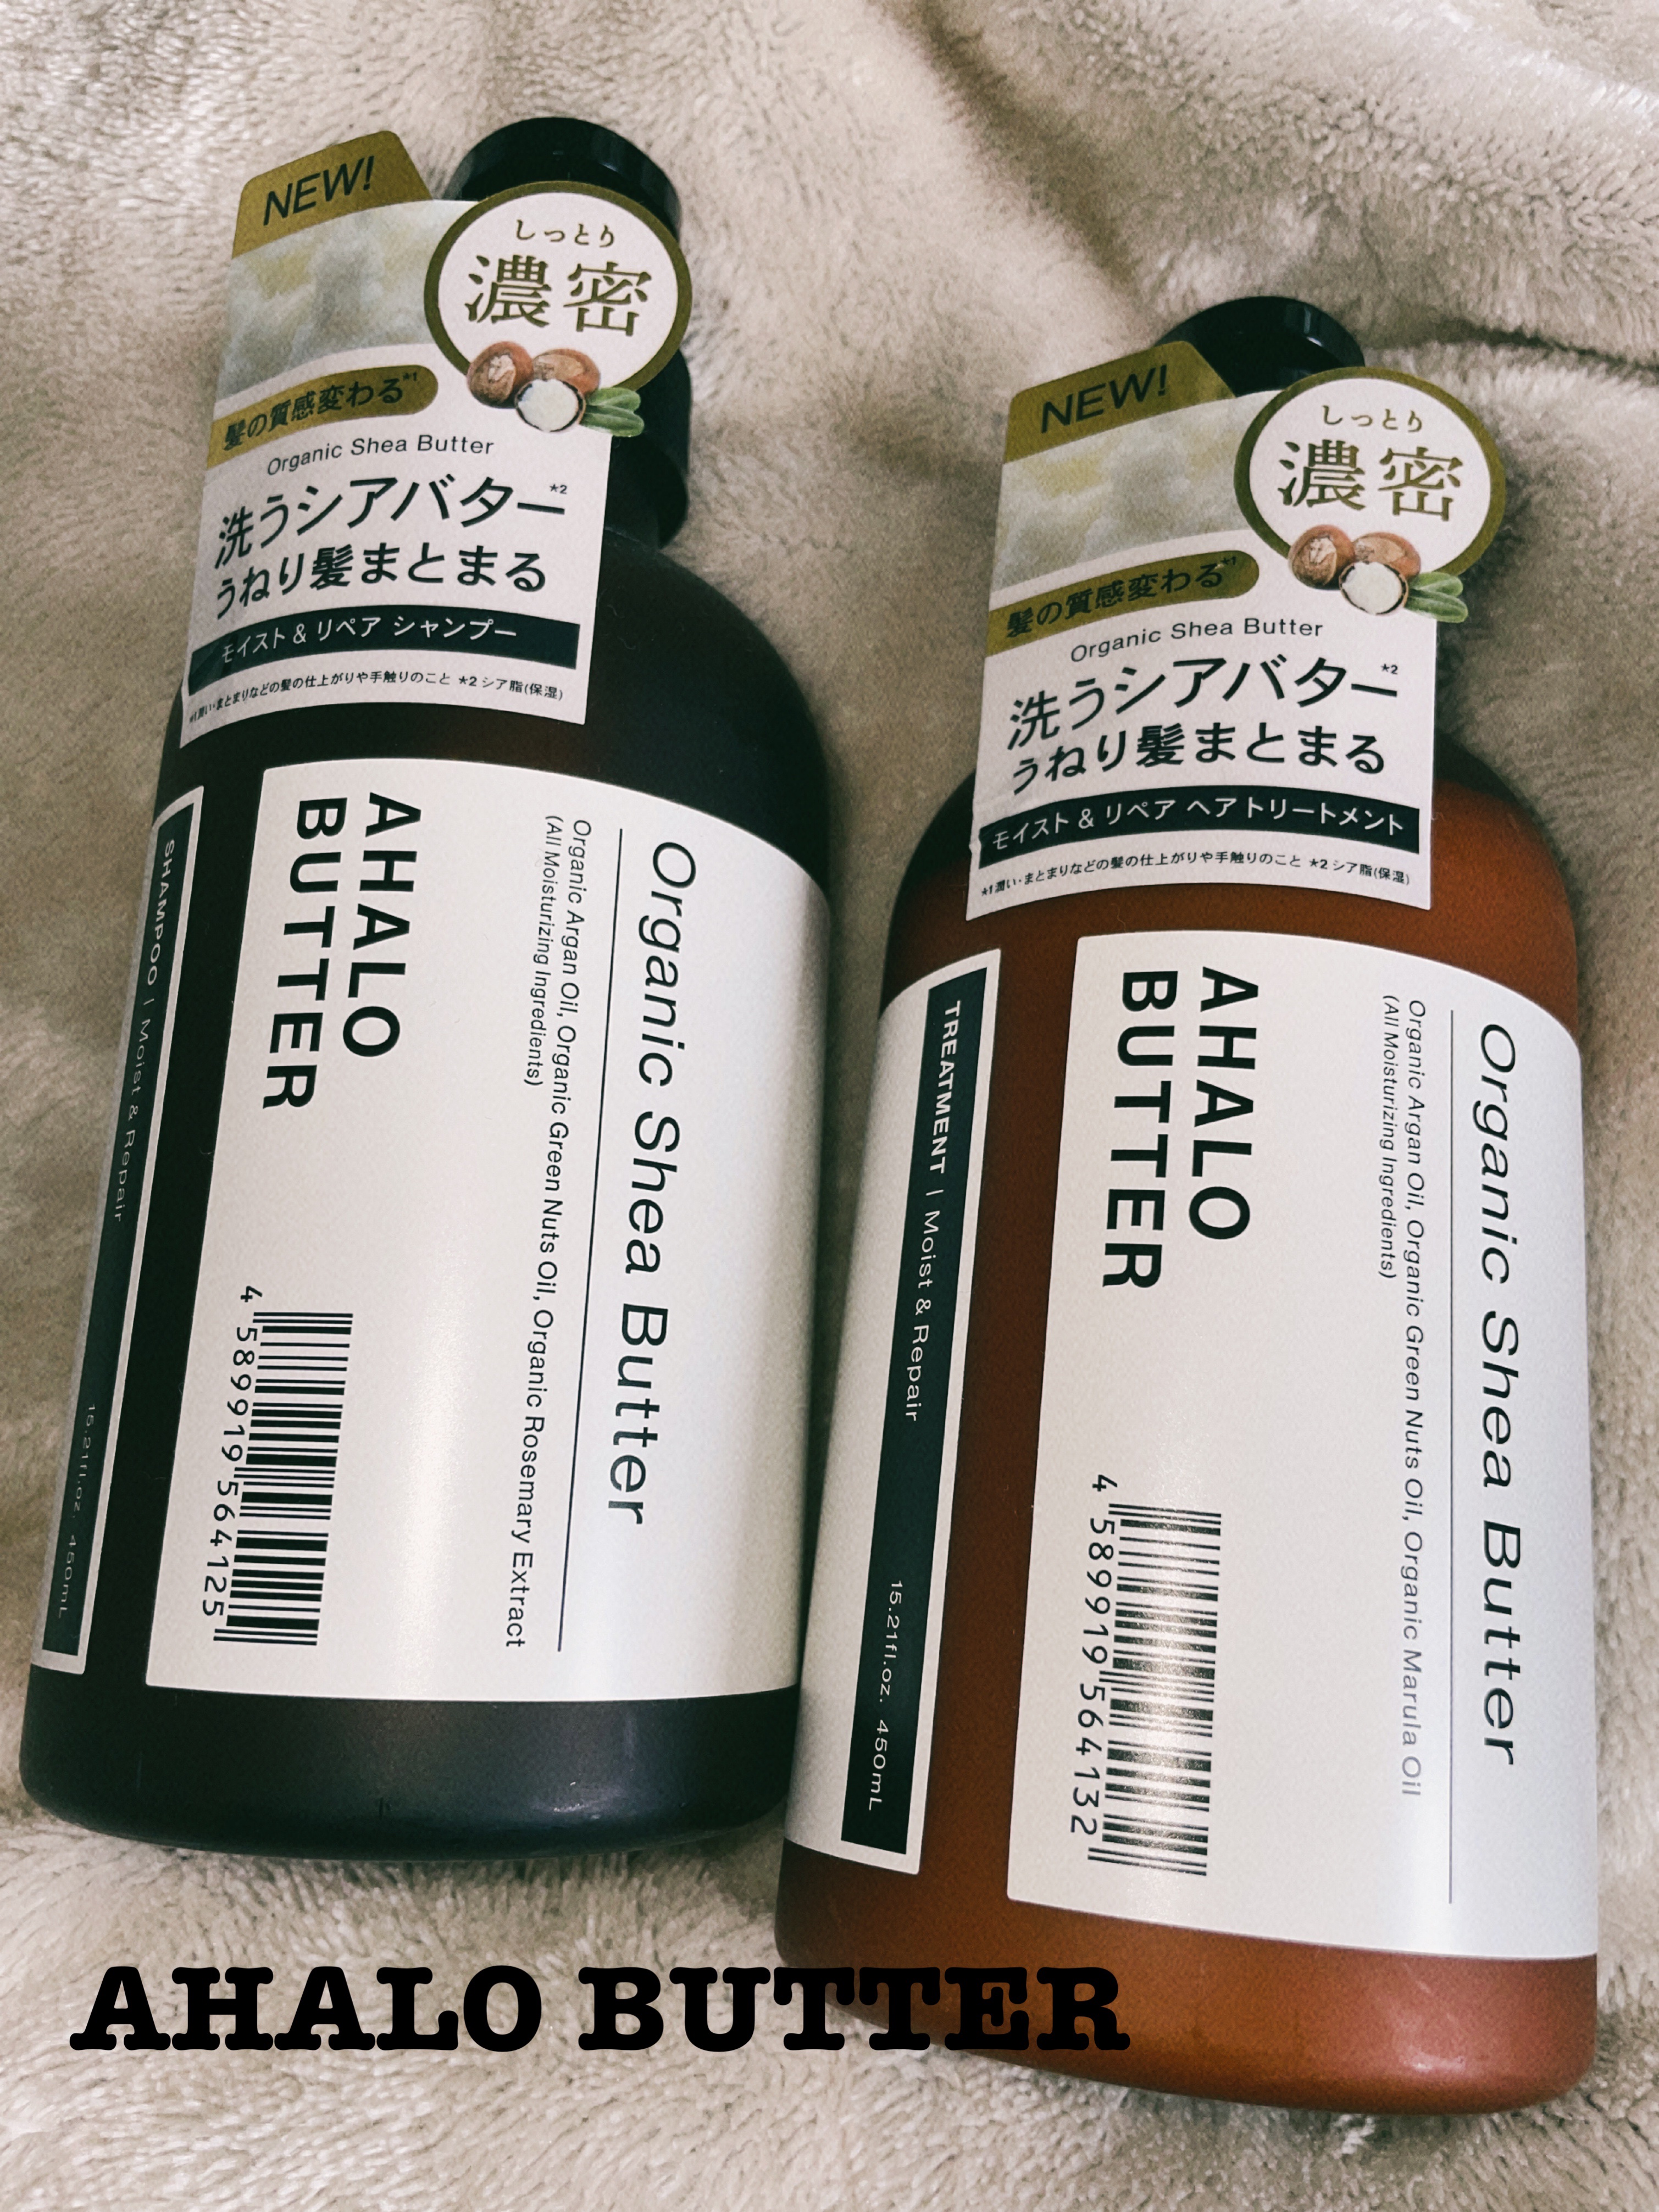 NEW!
しっとり
濃密
髪の質感変わる*1
Organic Shea Butter
洗うシアバター*2
うねり髪まとまる
モイスト & リペア シャンプー
*1潤い・まとまりなどの髪の仕上がりや手触りのこと *2 シア脂(保湿)
Organic Shea Butter
Organic Argan Oil, Organic Green Nuts Oil, Organic Rosemary Extract
(All Moisturizing Ingredients)
AHALO
BUTTER
4 589919 564125
SHAMPOO | Moist & Repair 15.21fl.oz. 450mL
NEW!
しっとり
濃密
髪の質感変わる*1
Organic Shea Butter
洗うシアバター*2
うねり髪まとまる
モイスト & リペア ヘアトリートメント
*1潤い・まとまりなどの髪の仕上がりや手触りのこと *2 シア脂(保湿)
Organic Shea Butter
Organic Argan Oil, Organic Green Nuts Oil, Organic Marula Oil
(All Moisturizing Ingredients)
AHALO
BUTTER
4 589919 564132
TREATMENT | Moist & Repair 15.21fl.oz. 450mL
AHALO BUTTER